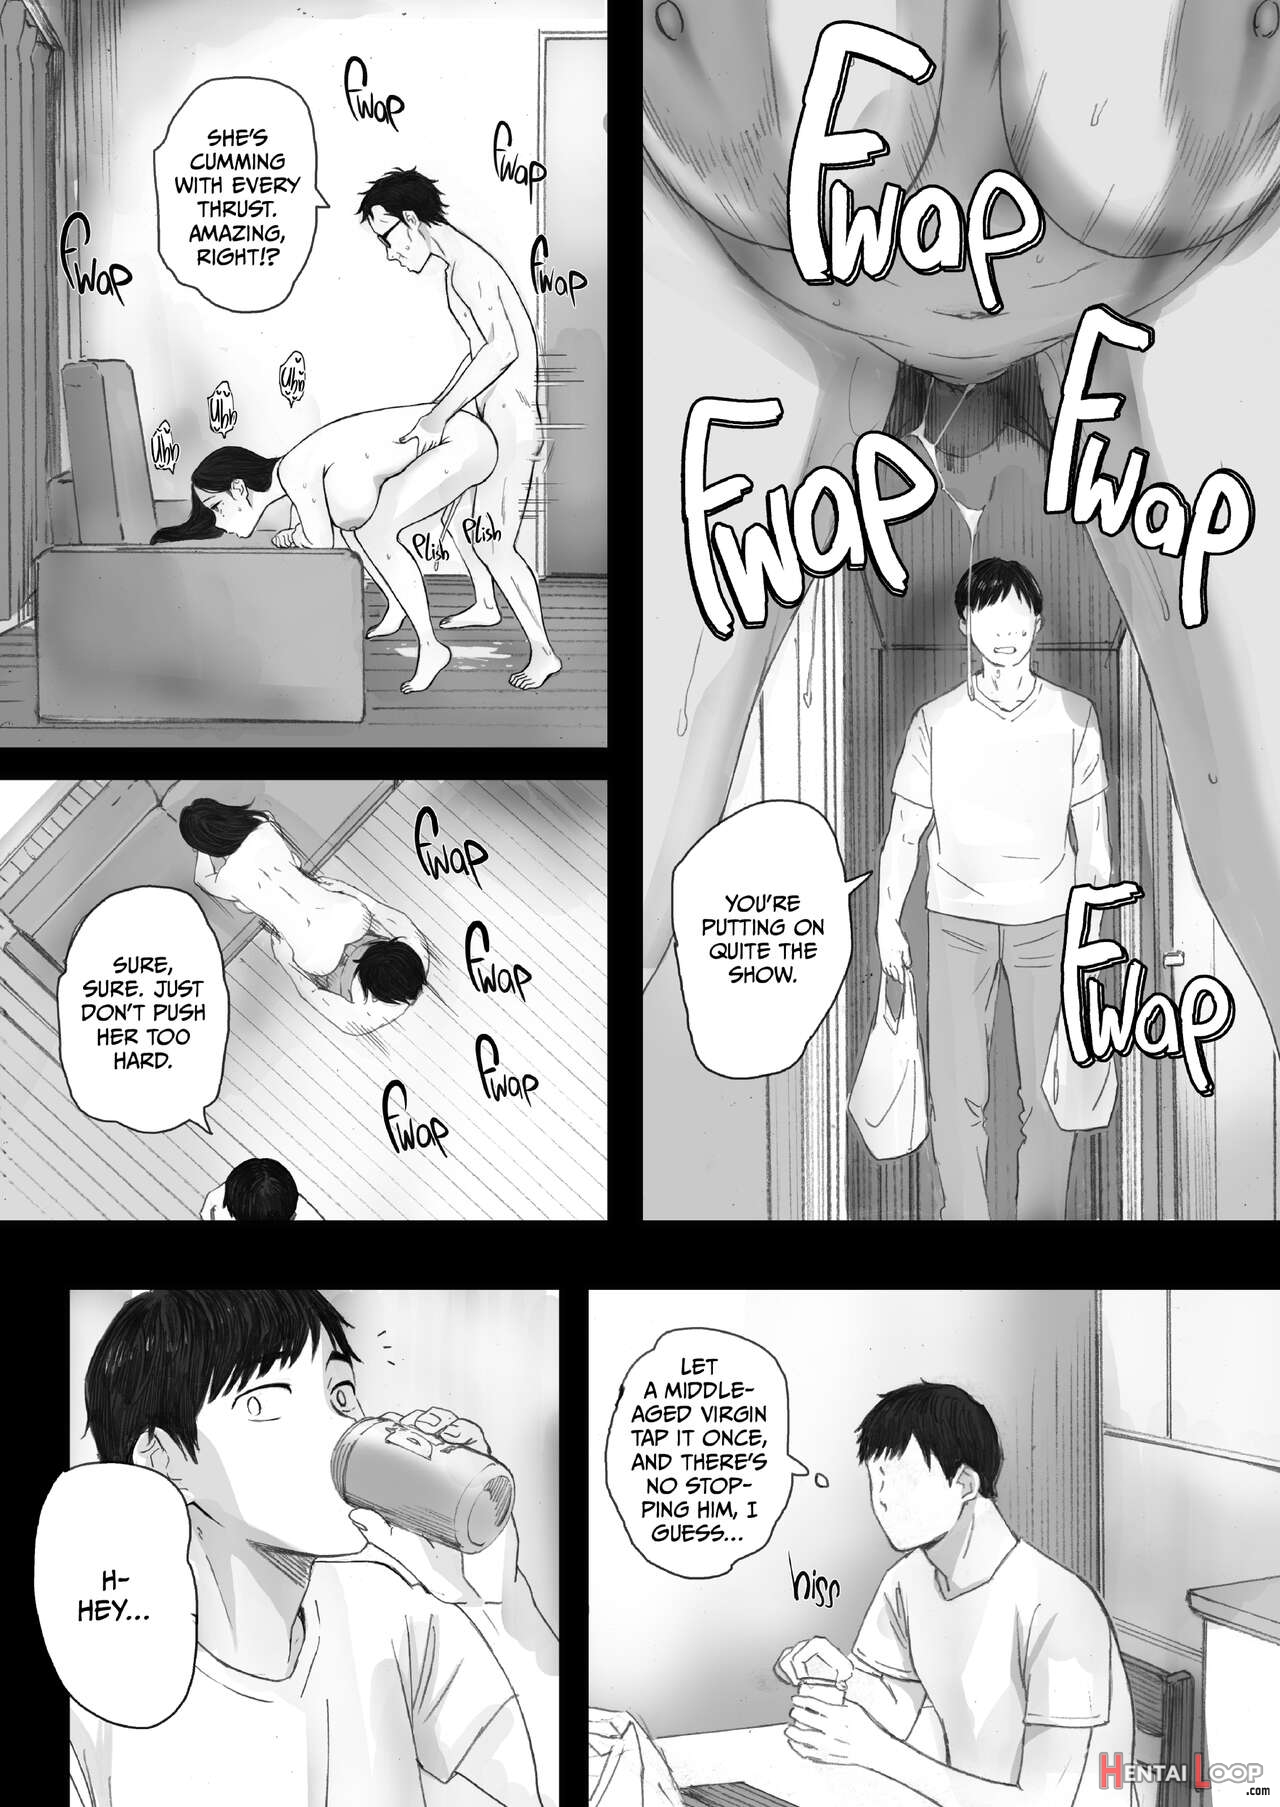 Fwap
Fwap
Fwap
Fwap
YOU'RE
PUTTING ON
QUITE THE
SHOW.
Fwap
Fwap
Fwap
Fwap
SHE'S
CUMMING
WITH EVERY
THRUST.
AMAZING,
RIGHT!?
Uhh
Uhh
Uhh
Plish
Plish
Fwap
Fwap
Fwap
Fwap
SURE,
SURE. JUST
DON'T PUSH
HER TOO
HARD.
LET
A MIDDLE-
AGED VIRGIN
TAP IT ONCE,
AND THERE'S
NO STOP-
PING HIM, I
GUESS...
hiss
H-
HEY...
HENTAI LOOP
.com